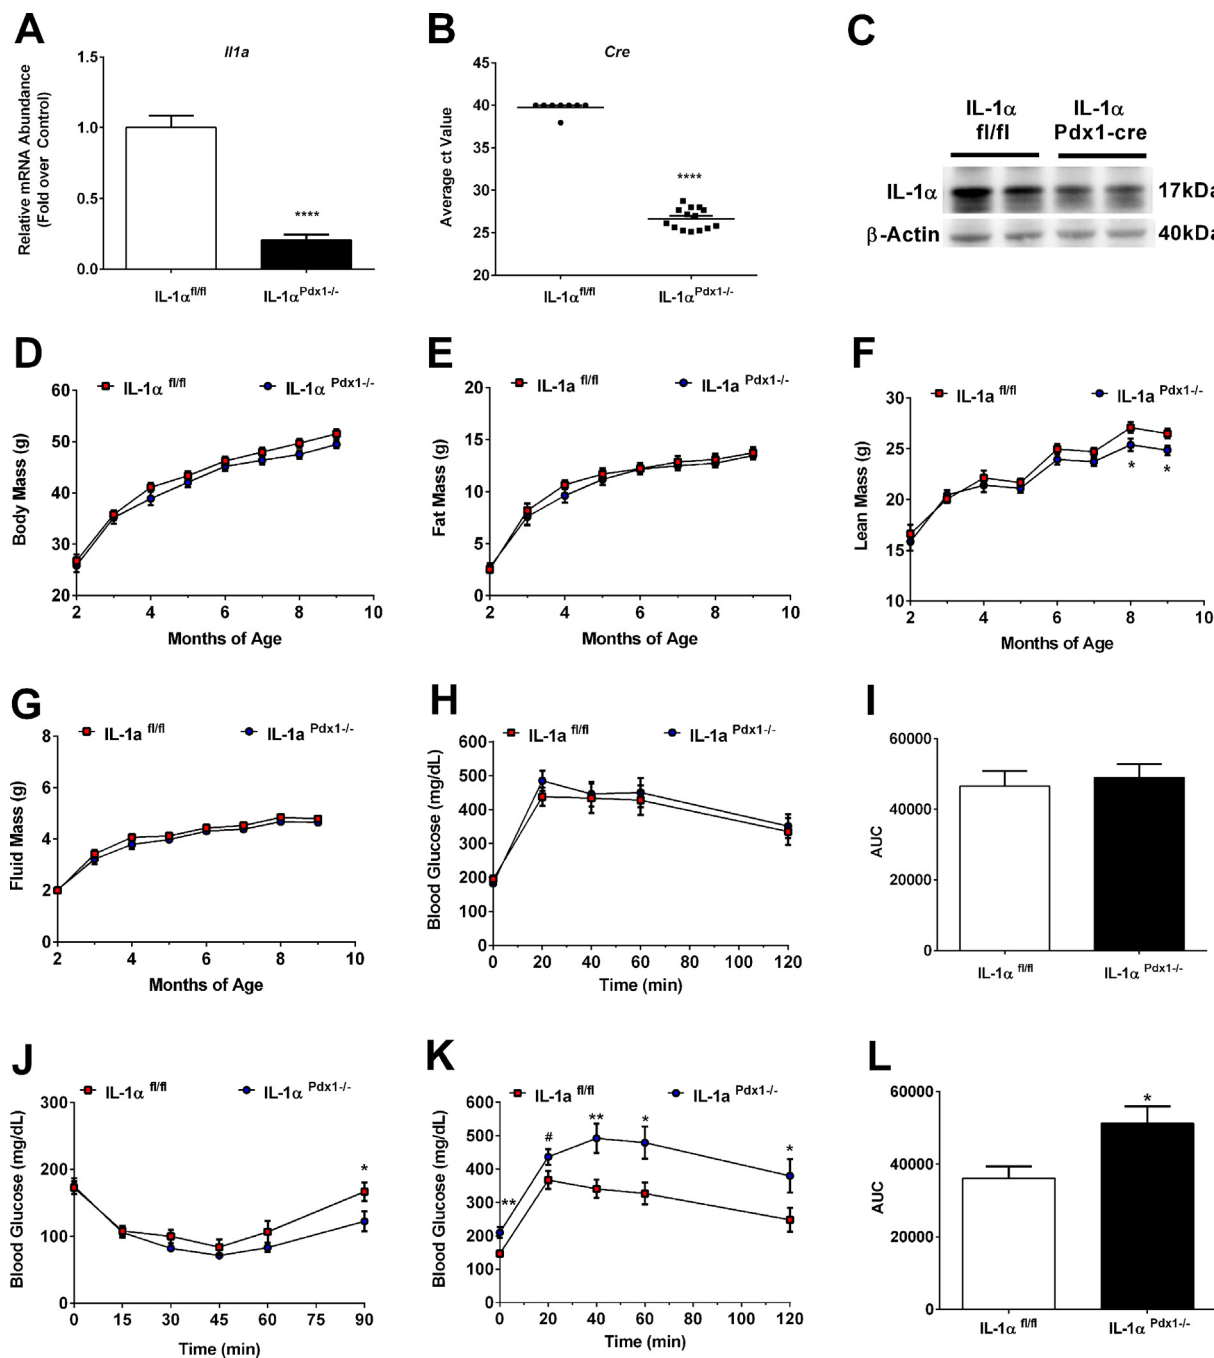 A
Il1a
Relative mRNA Abundance
(Fold over Control)
1.5
1.0
0.5
0.0
****
IL-1α fl/fl
IL-1α Pdx1-/-
B
Cre
Average ct Value
45
40
35
30
25
20
****
IL-1α fl/fl
IL-1α Pdx1-/-
C
IL-1α
fl/fl
IL-1α
Pdx1-cre
IL-1α
17kDa
β-Actin
40kDa
D
IL-1α fl/fl
IL-1α Pdx1-/-
Body Mass (g)
60
50
40
30
20
2 4 6 8 10
Months of Age
E
IL-1a fl/fl
IL-1a Pdx1-/-
Fat Mass (g)
20
15
10
5
0
2 4 6 8 10
Months of Age
F
IL-1a fl/fl
IL-1a Pdx1-/-
Lean Mass (g)
30
25
20
15
10
* *
2 4 6 8 10
Months of Age
G
IL-1a fl/fl
IL-1a Pdx1-/-
Fluid Mass (g)
8
6
4
2
0
2 4 6 8 10
Months of Age
H
IL-1a fl/fl
IL-1a Pdx1-/-
Blood Glucose (mg/dL)
600
500
400
300
200
100
0
0 20 40 60 80 100 120
Time (min)
I
AUC
60000
40000
20000
0
IL-1α fl/fl
IL-1α Pdx1-/-
J
IL-1α fl/fl
IL-1α Pdx1-/-
Blood Glucose (mg/dL)
300
200
100
0
*
0 15 30 45 60 75 90
Time (min)
K
IL-1a fl/fl
IL-1a Pdx1-/-
Blood Glucose (mg/dL)
600
500
400
300
200
100
0
** # ** * *
0 20 40 60 80 100 120
Time (min)
L
AUC
60000
40000
20000
0
*
IL-1α fl/fl
IL-1α Pdx1-/-